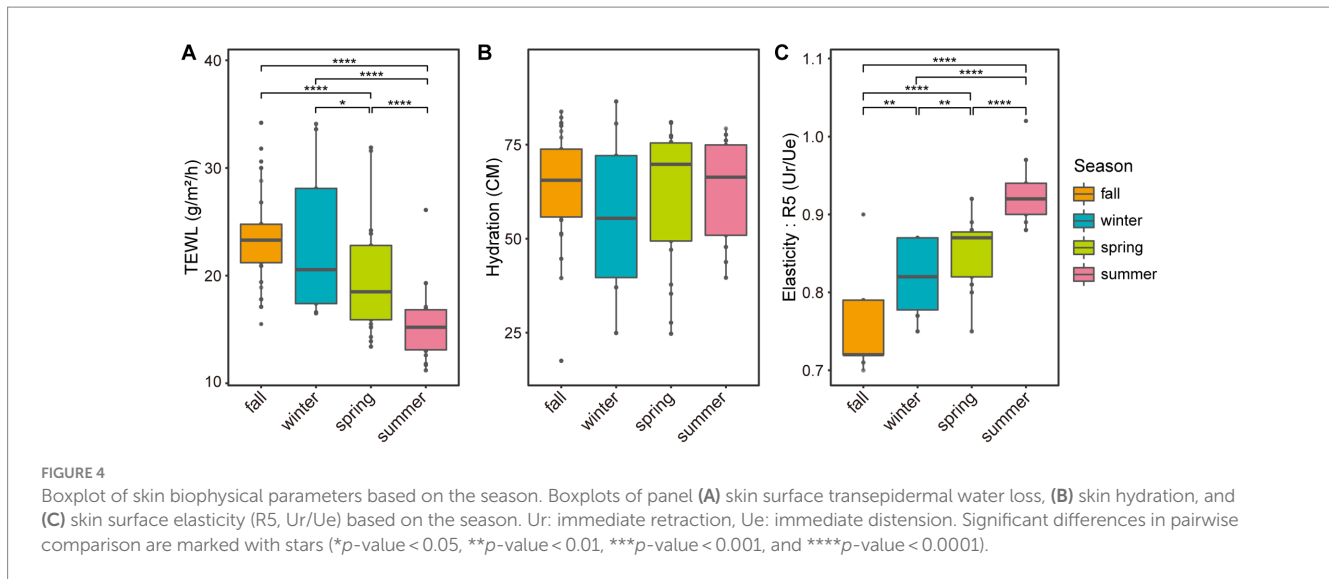 A
TEWL (g/m²/h)
40
30
20
10
****
****
****
* ****
fall winter spring summer
B
Hydration (CM)
75
50
25
fall winter spring summer
C
Elasticity : R5 (Ur/Ue)
1.1
1.0
0.9
0.8
0.7
****
****
****
** ** ****
fall winter spring summer
Season
fall
winter
spring
summer
FIGURE 4
Boxplot of skin biophysical parameters based on the season. Boxplots of panel (A) skin surface transepidermal water loss, (B) skin hydration, and
(C) skin surface elasticity (R5, Ur/Ue) based on the season. Ur: immediate retraction, Ue: immediate distension. Significant differences in pairwise
comparison are marked with stars (*p-value < 0.05, **p-value < 0.01, ***p-value < 0.001, and ****p-value < 0.0001).